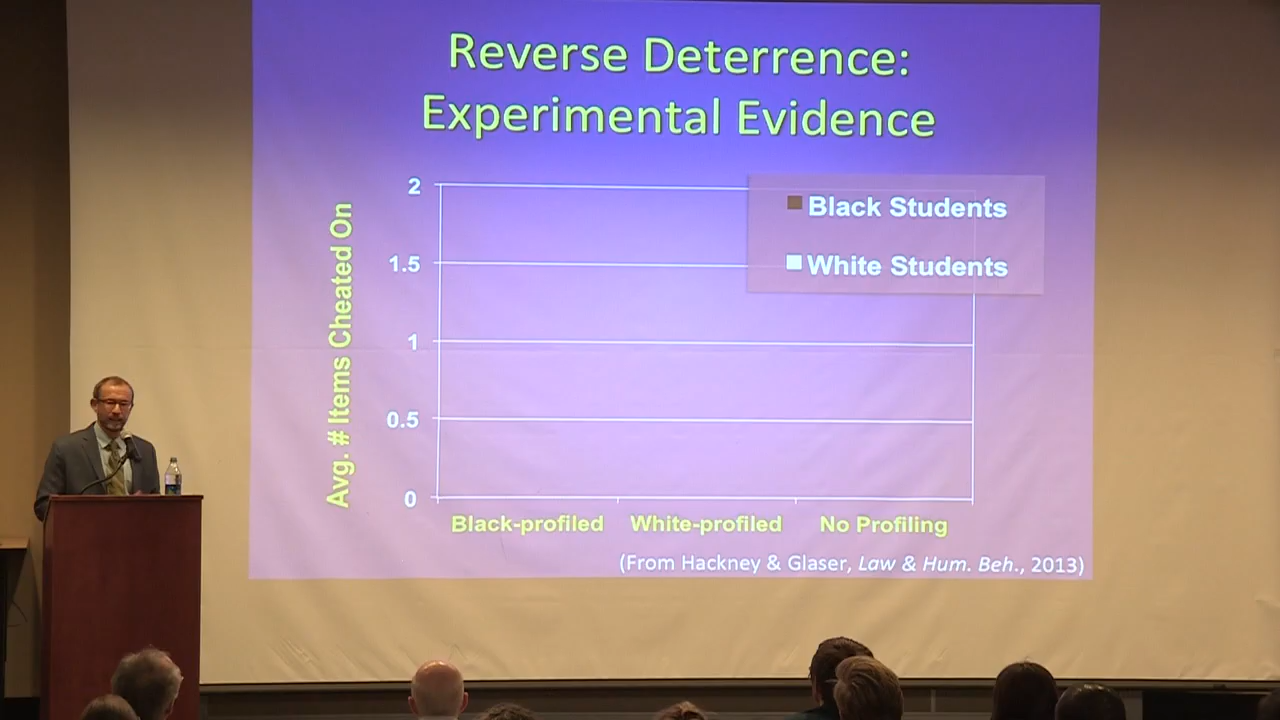 Reverse Deterrence:
Experimental Evidence
Avg. # Items Cheated On
2
1.5
1
0.5
0
Black Students
White Students
Black-profiled White-profiled No Profiling
(From Hackney & Glaser, Law & Hum. Beh., 2013)